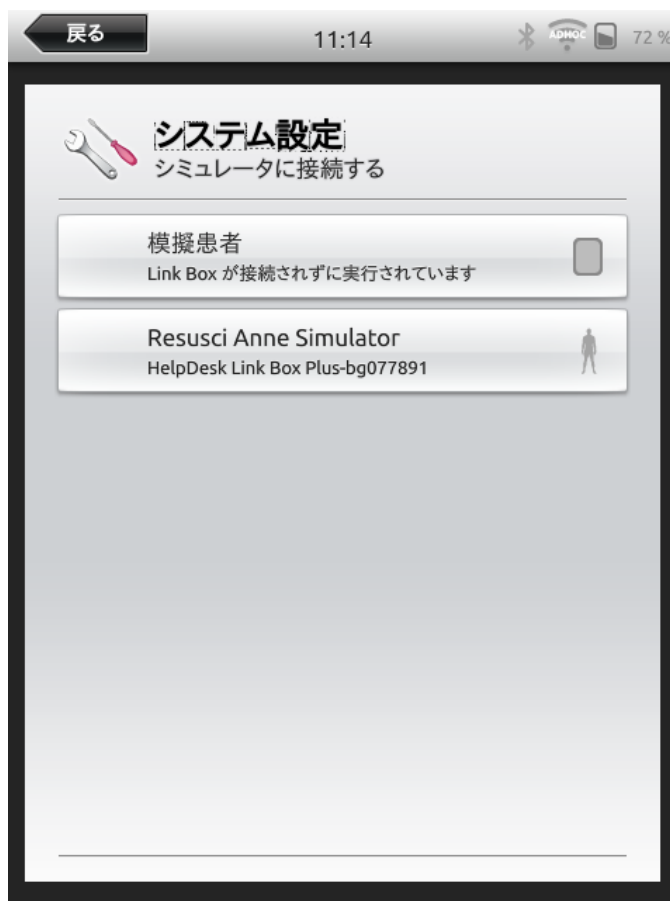 戻る
11:14
ADHOC
72 %
システム設定
シミュレータに接続する
模擬患者
Link Box が接続されずに実行されています
Resusci Anne Simulator
HelpDesk Link Box Plus-bg077891